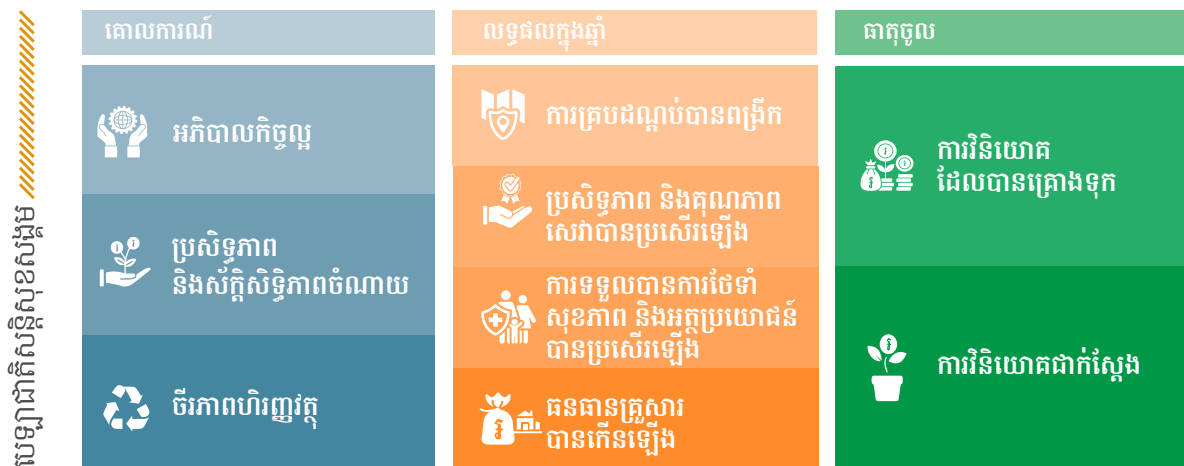 បេឡាជាតិសន្តិសុខសង្គម
គោលការណ៍
អភិបាលកិច្ចល្អ
ប្រសិទ្ធភាព
និងស័ក្តិសិទ្ធិភាពចំណាយ
ចីរភាពហិរញ្ញវត្ថុ
លទ្ធផលក្នុងឆ្នាំ
ការគ្របដណ្តប់បានពង្រីក
ប្រសិទ្ធភាព និងគុណភាព
សេវាបានប្រសើរឡើង
ការទទួលបានការថែទាំ
សុខភាព និងអត្ថប្រយោជន៍
បានប្រសើរឡើង
ធនធានគ្រួសារ
បានកើនឡើង
ធាតុចូល
ការវិនិយោគ
ដែលបានគ្រោងទុក
ការវិនិយោគជាក់ស្តែង